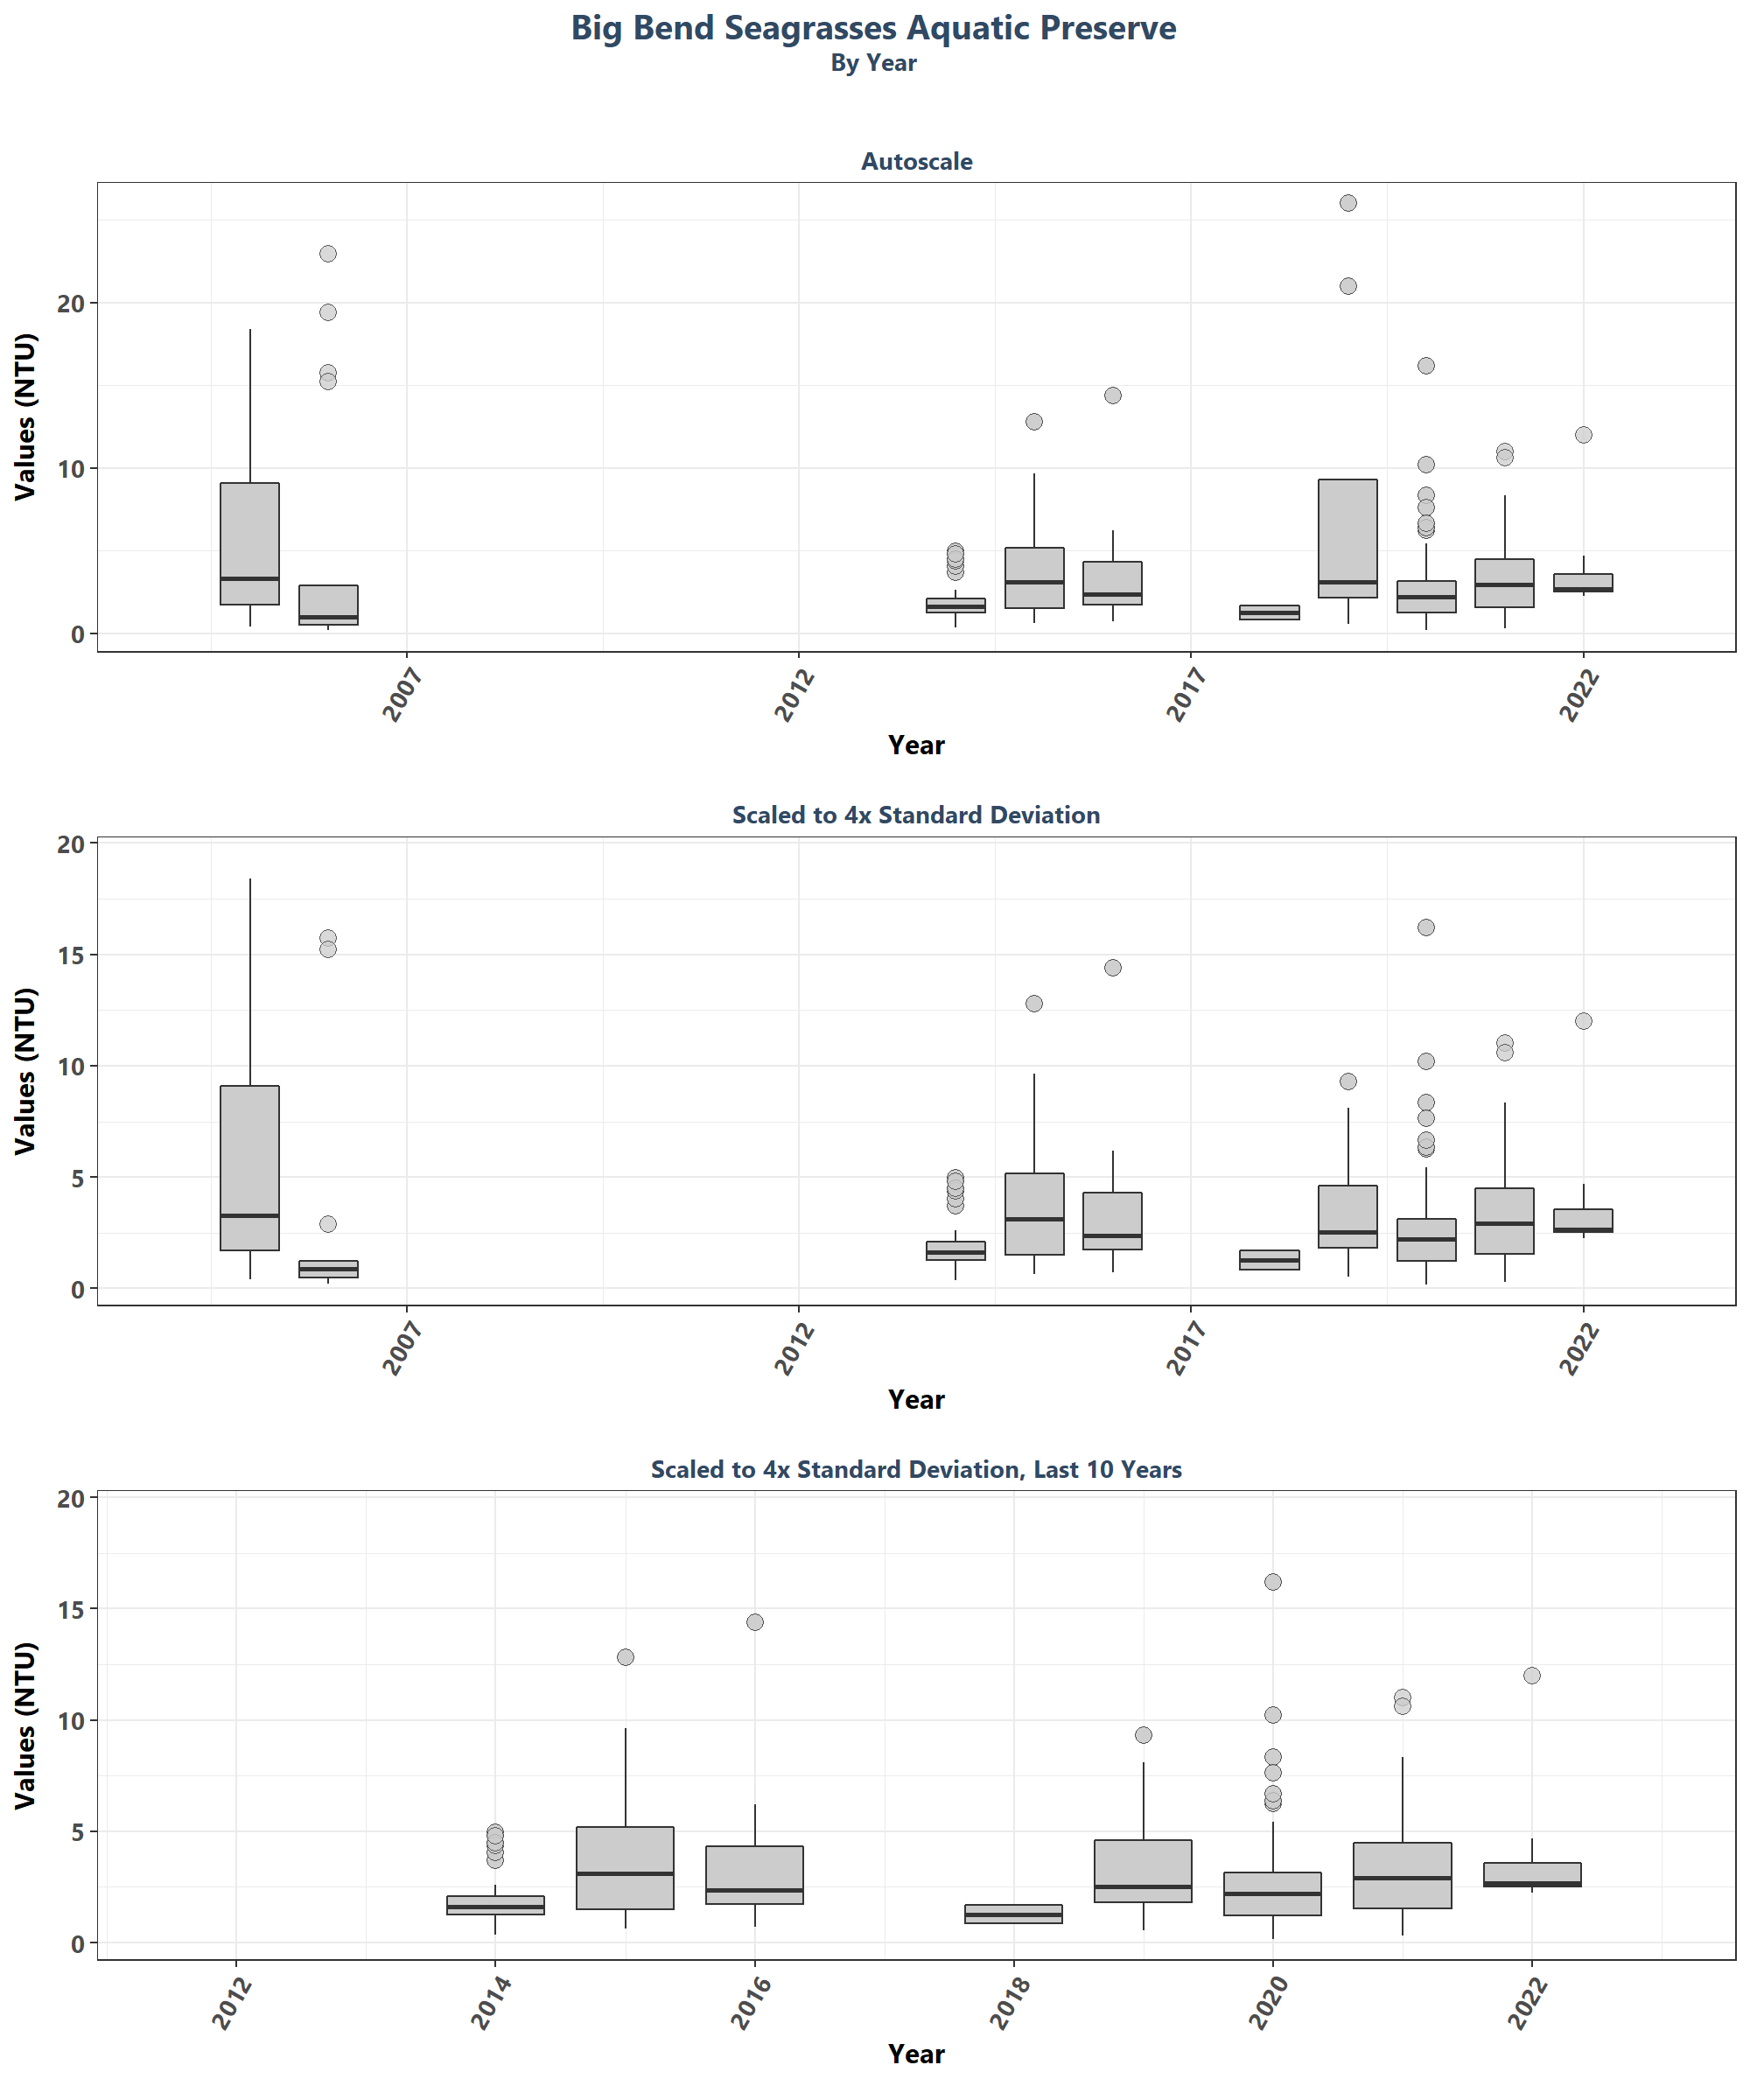 Big Bend Seagrasses Aquatic Preserve
By Year
Autoscale
Values (NTU)
20
10
0
2007
2012
2017
2022
Year
Scaled to 4x Standard Deviation
Values (NTU)
20
15
10
5
0
2007
2012
2017
2022
Year
Scaled to 4x Standard Deviation, Last 10 Years
Values (NTU)
20
15
10
5
0
2012
2014
2016
2018
2020
2022
Year